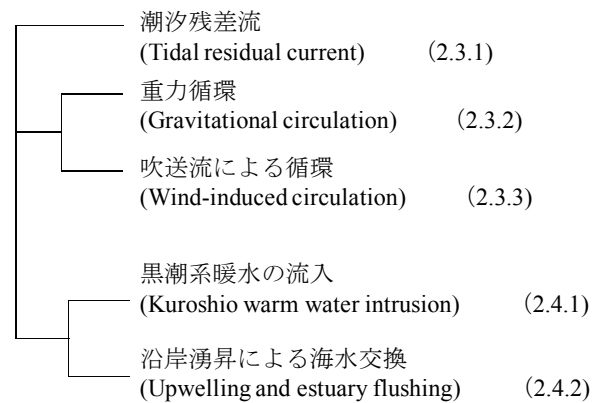 潮汐残差流
(Tidal residual current) （2.3.1)
重力循環
(Gravitational circulation) （2.3.2)
吹送流による循環
(Wind-induced circulation) （2.3.3)
黒潮系暖水の流入
(Kuroshio warm water intrusion) （2.4.1)
沿岸湧昇による海水交換
(Upwelling and estuary flushing) （2.4.2)